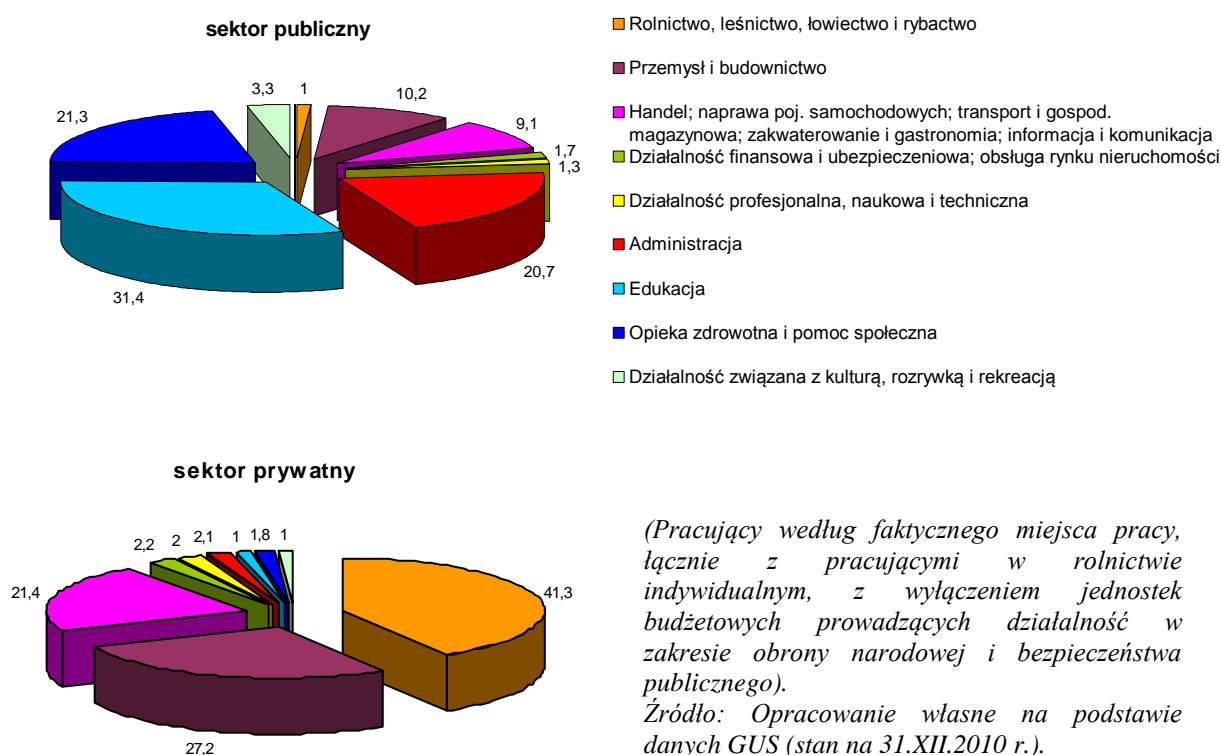 sektor publiczny
3,3
1
10,2
9,1
1,7
1,3
20,7
31,4
21,3
Rolnictwo, leśnictwo, łowiectwo i rybactwo
Przemysł i budownictwo
Handel; naprawa poj. samochodowych; transport i gospod.
magazynowa; zakwaterowanie i gastronomia; informacja i komunikacja
Działalność finansowa i ubezpieczeniowa; obsługa rynku nieruchomości
Działalność profesjonalna, naukowa i techniczna
Administracja
Edukacja
Opieka zdrowotna i pomoc społeczna
Działalność związana z kulturą, rozrywką i rekreacją
sektor prywatny
2,2
2
2,1
1
1,8
1
41,3
21,4
27,2
(Pracujący według faktycznego miejsca pracy,
łącznie z pracującymi w rolnictwie
indywidualnym, z wyłączeniem jednostek
budżetowych prowadzących działalność w
zakresie obrony narodowej i bezpieczeństwa
publicznego).
Źródło: Opracowanie własne na podstawie
danych GUS (stan na 31.XII.2010 r.).